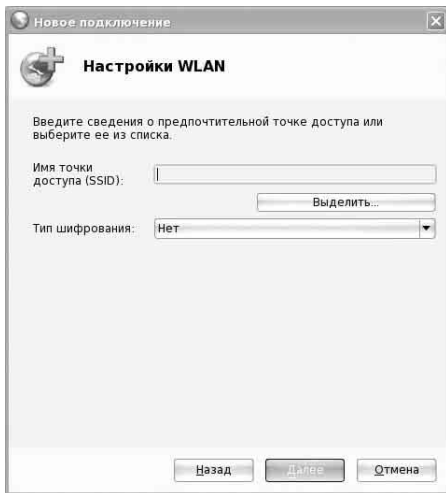 Новое подключение
Настройки WLAN
Введите сведения о предпочтительной точке доступа или
выберите ее из списка.
Имя точки
доступа (SSID):
Выделить...
Тип шифрования:
Нет
Назад
Далее
Отмена